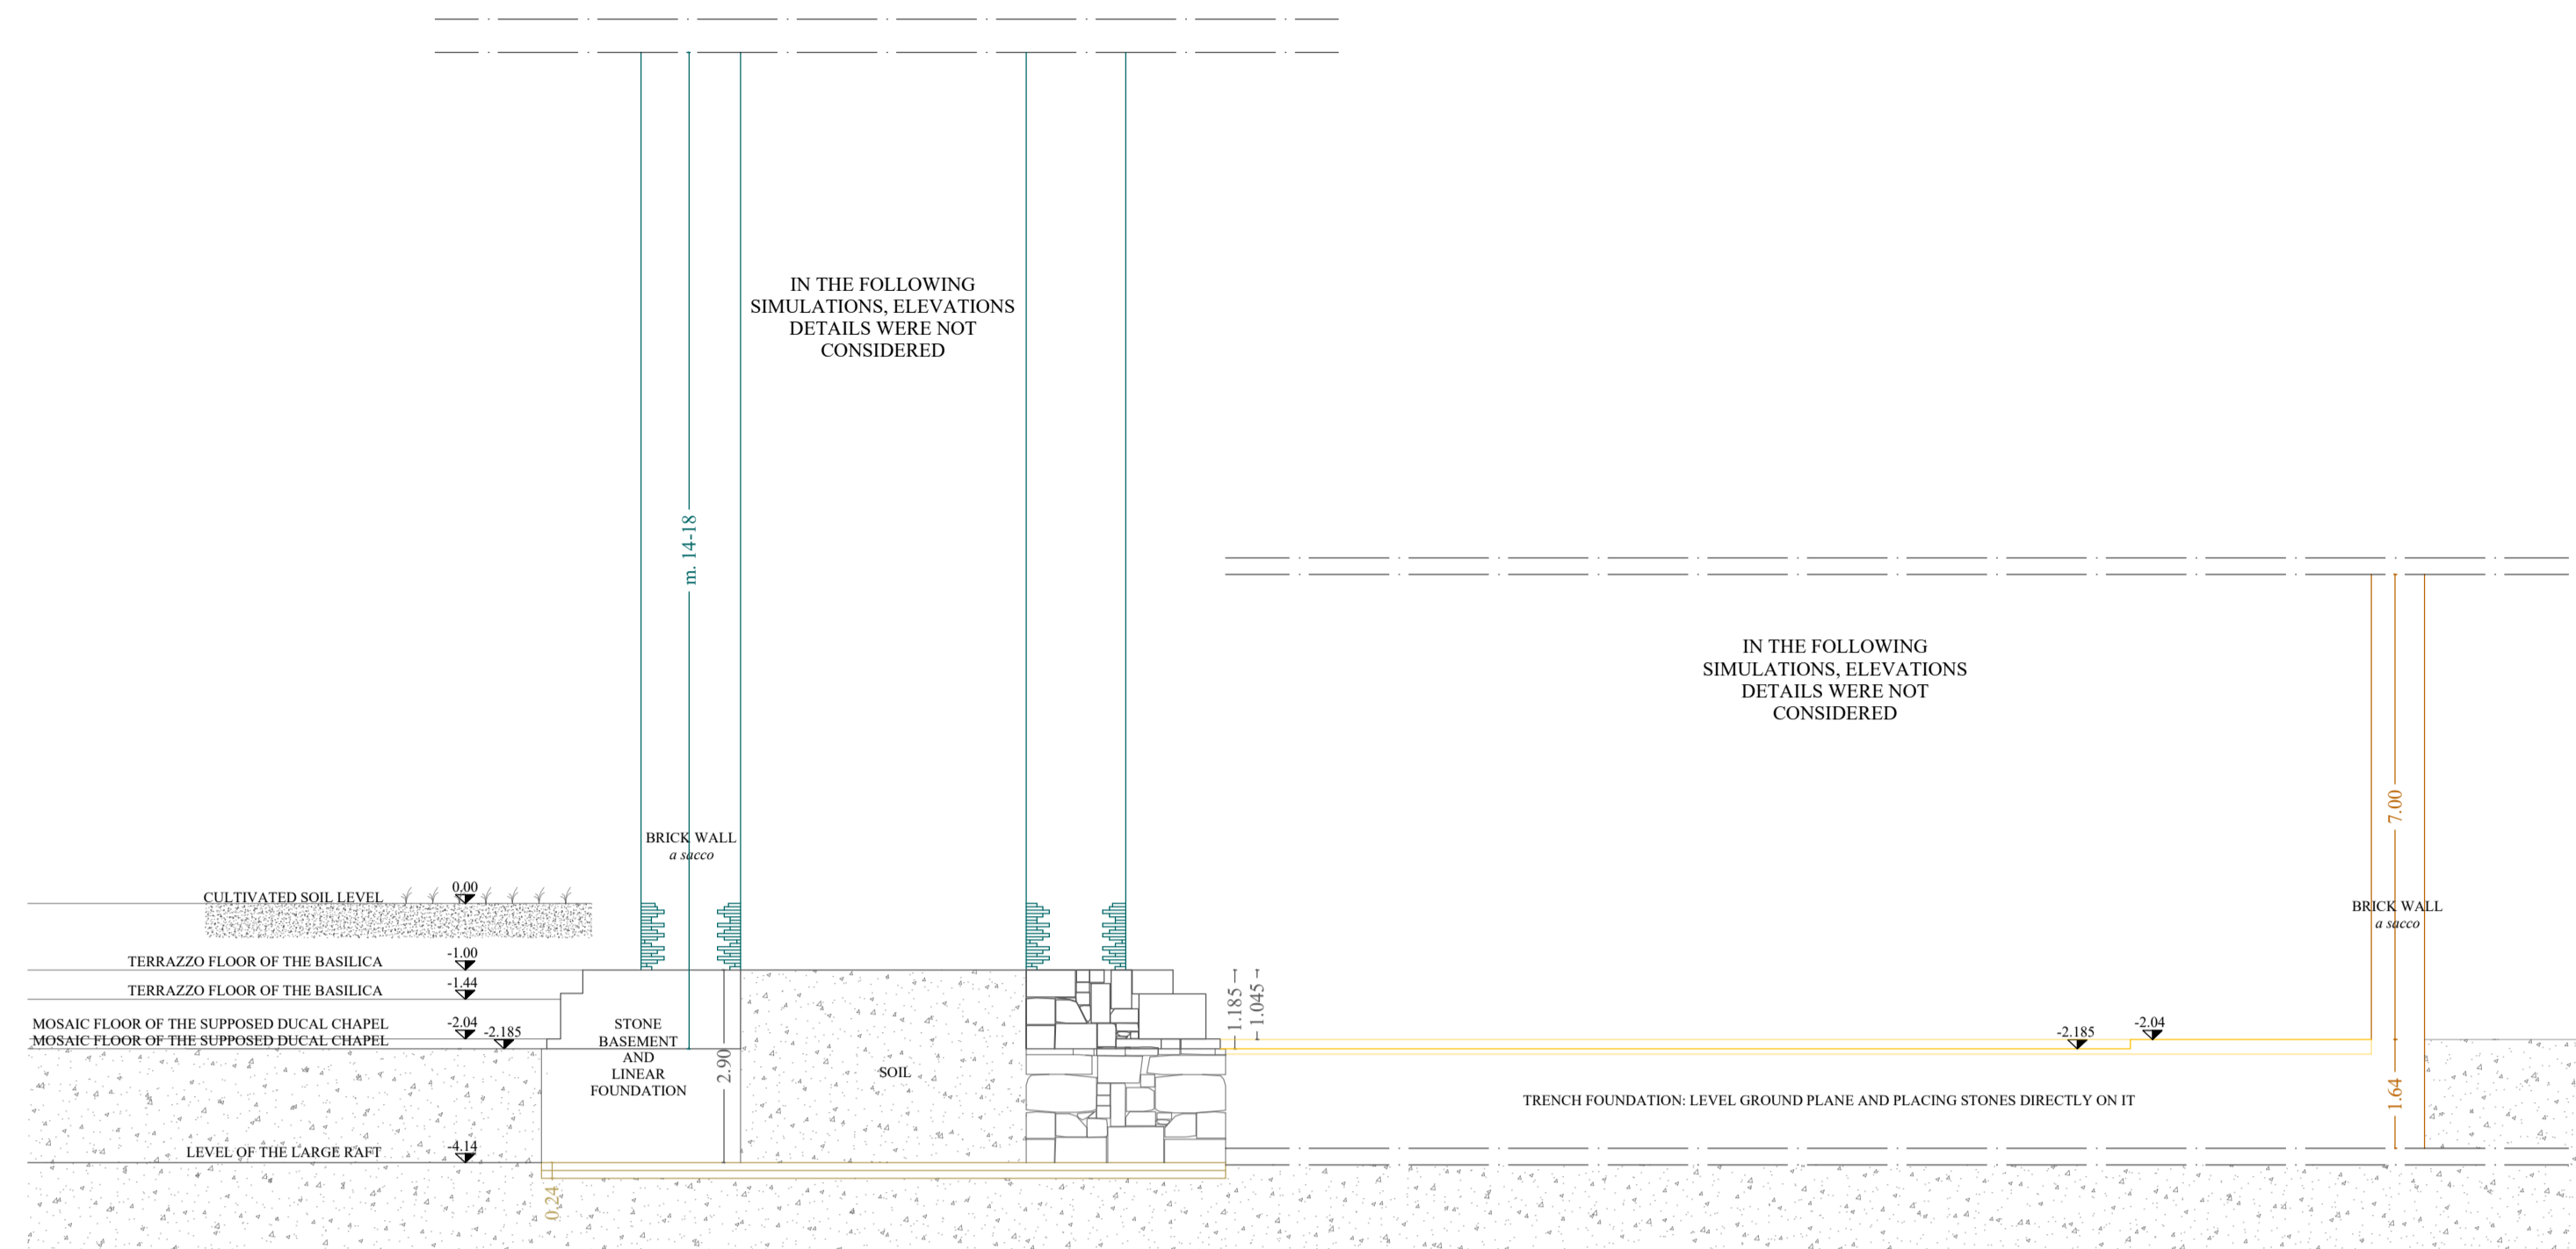 IN THE FOLLOWING
SIMULATIONS, ELEVATIONS
DETAILS WERE NOT
CONSIDERED
m. 14-18
BRICK WALL
a sacco
IN THE FOLLOWING
SIMULATIONS, ELEVATIONS
DETAILS WERE NOT
CONSIDERED
7.00
BRICK WALL
a sacco
1.64
CULTIVATED SOIL LEVEL
0.00
TERRAZZO FLOOR OF THE BASILICA
-1.00
TERRAZZO FLOOR OF THE BASILICA
-1.44
MOSAIC FLOOR OF THE SUPPOSED DUCAL CHAPEL
-2.04
MOSAIC FLOOR OF THE SUPPOSED DUCAL CHAPEL
-2.185
LEVEL OF THE LARGE RAFT
-4.14
0.24
STONE
BASEMENT
AND
LINEAR
FOUNDATION
2.90
SOIL
1.185
1.045
-2.185
-2.04
TRENCH FOUNDATION: LEVEL GROUND PLANE AND PLACING STONES DIRECTLY ON IT